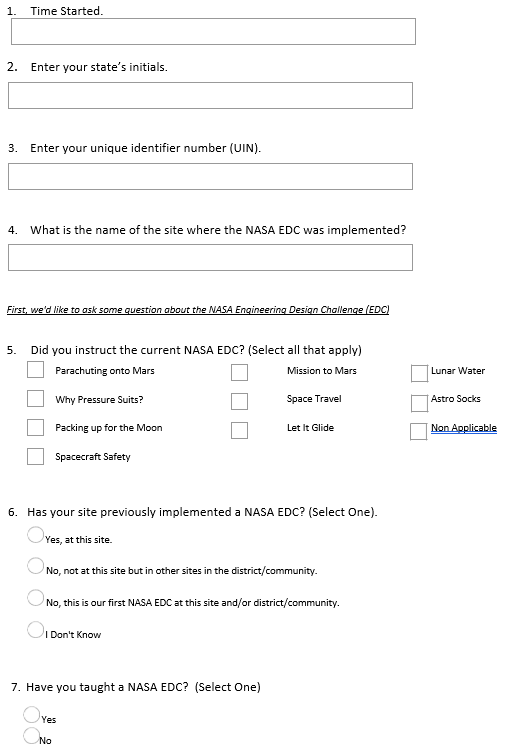 1. Time Started.
2. Enter your state's initials.
3. Enter your unique identifier number (UIN).
4. What is the name of the site where the NASA EDC was implemented?
First, we'd like to ask some question about the NASA Engineering Design Challenge (EDC)
5. Did you instruct the current NASA EDC? (Select all that apply)
Parachuting onto Mars Mission to Mars Lunar Water
Why Pressure Suits? Space Travel Astro Socks
Packing up for the Moon Let It Glide Non Applicable
Spacecraft Safety
6. Has your site previously implemented a NASA EDC? (Select One).
Yes, at this site.
No, not at this site but in other sites in the district/community.
No, this is our first NASA EDC at this site and/or district/community.
I Don't Know
7. Have you taught a NASA EDC? (Select One)
Yes
No